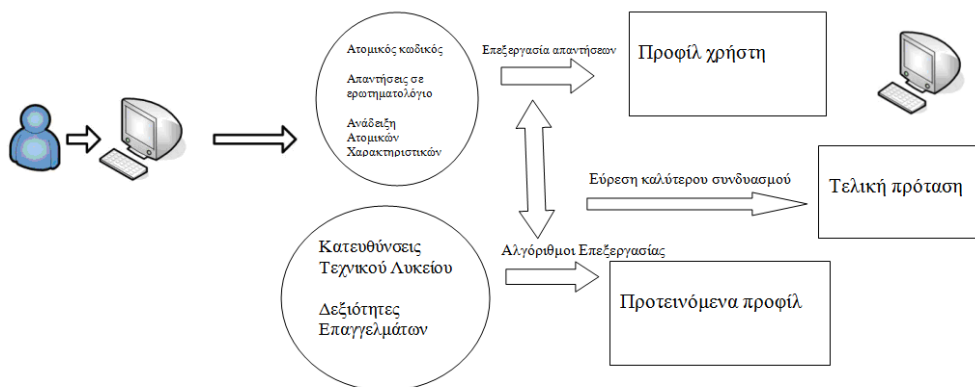 Ατομικός κωδικός
Απαντήσεις σε
ερωτηματολόγιο
Ανάδειξη
Ατομικών
Χαρακτηριστικών
Επεξεργασία απαντήσεων
Προφίλ χρήστη
Εύρεση καλύτερου συνδυασμού
Τελική πρόταση
Κατευθύνσεις
Τεχνικού Λυκείου
Δεξιότητες
Επαγγελμάτων
Αλγόριθμοι Επεξεργασίας
Προτεινόμενα προφίλ